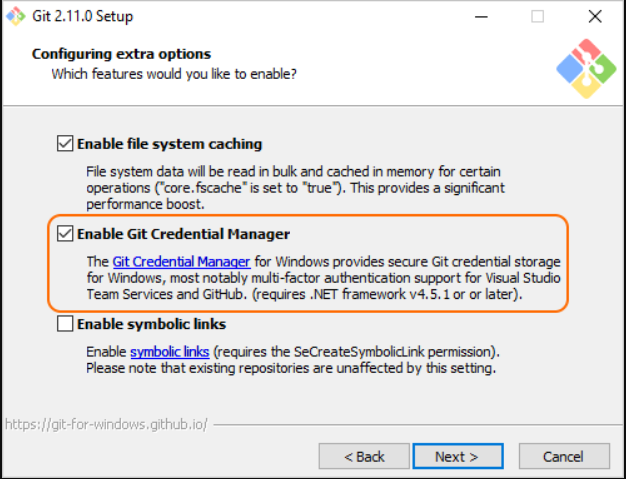 Git 2.11.0 Setup
Configuring extra options
Which features would you like to enable?
Enable file system caching
File system data will be read in bulk and cached in memory for certain
operations ("core.fscache" is set to "true"). This provides a significant
performance boost.
Enable Git Credential Manager
The Git Credential Manager for Windows provides secure Git credential storage
for Windows, most notably multi-factor authentication support for Visual Studio
Team Services and GitHub. (requires .NET framework v4.5.1 or or later).
Enable symbolic links
Enable symbolic links (requires the SeCreateSymbolicLink permission).
Please note that existing repositories are unaffected by this setting.
https://git-for-windows.github.io/
< Back Next > Cancel